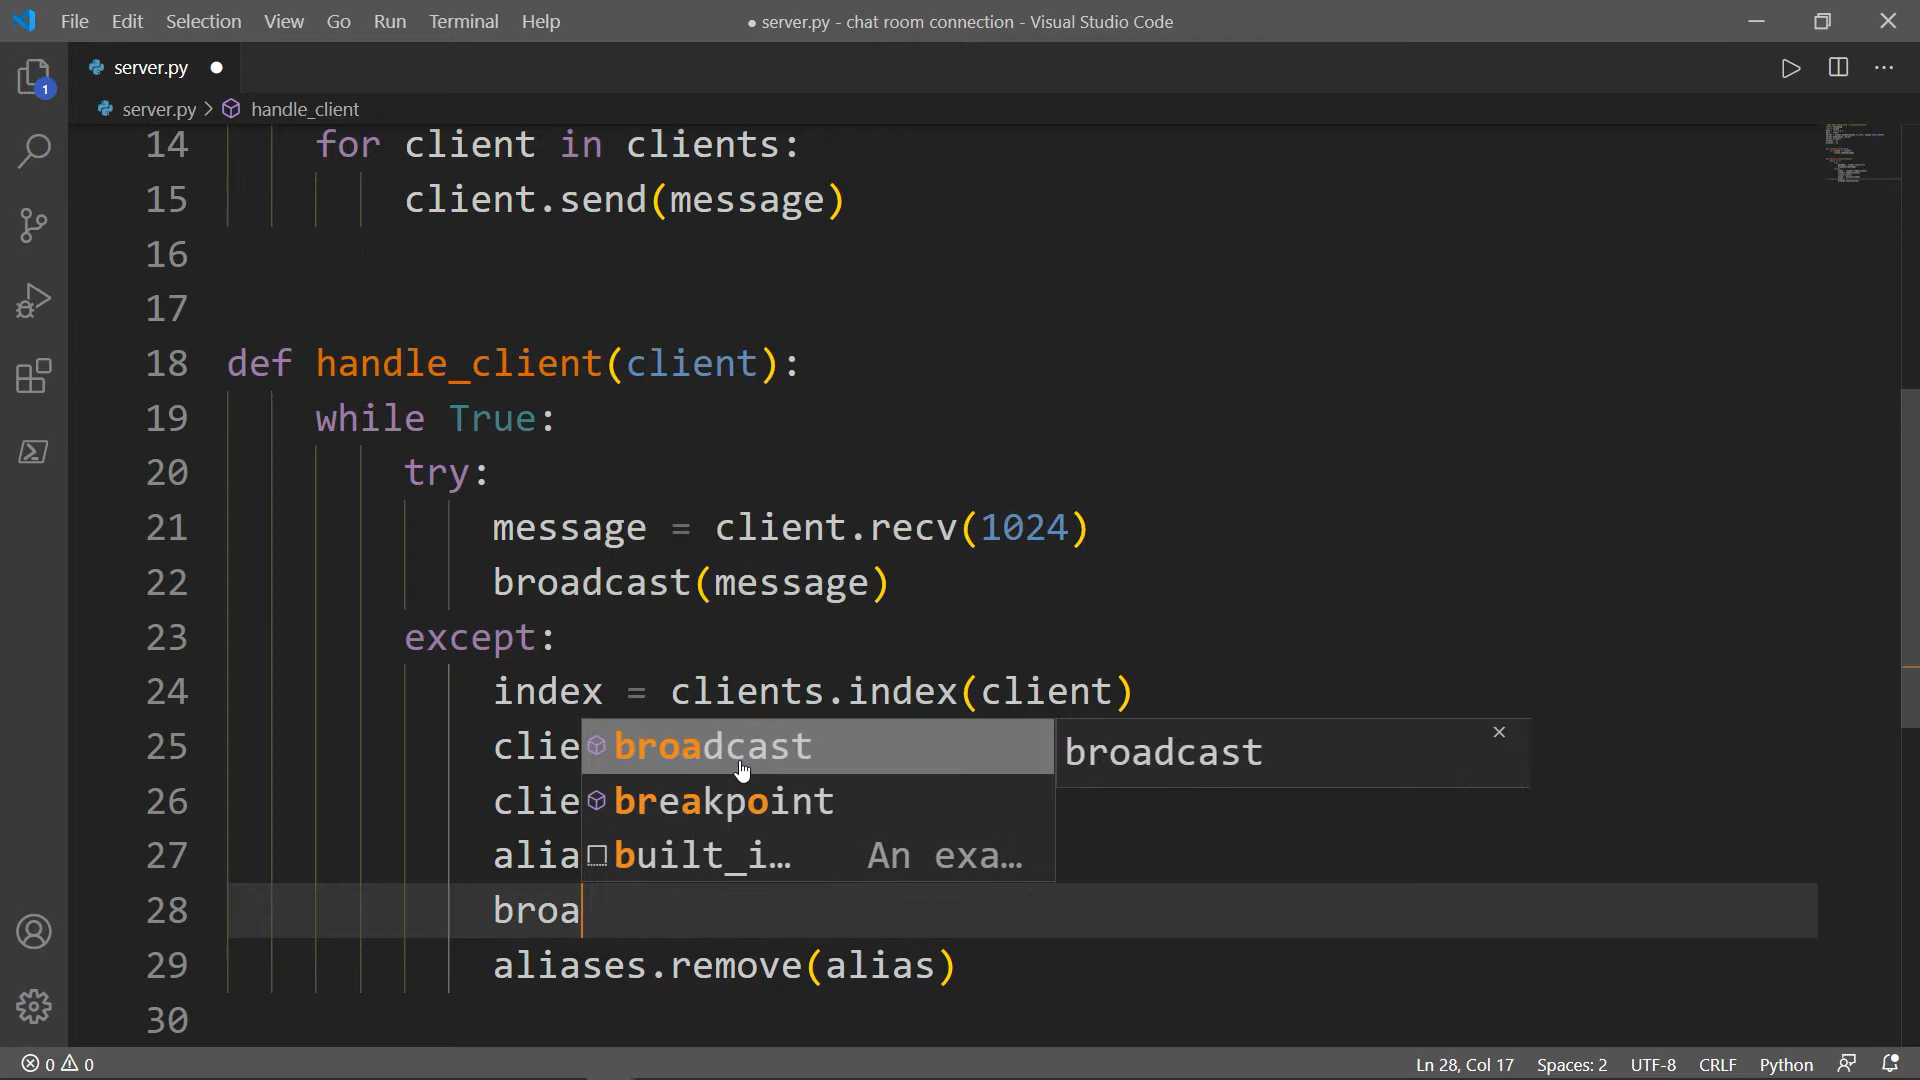 File Edit Selection View Go Run Terminal Help
● server.py - chat room connection - Visual Studio Code
server.py
1
server.py > handle_client
14 for client in clients:
15 client.send(message)
16
17
18 def handle_client(client):
19 while True:
20 try:
21 message = client.recv(1024)
22 broadcast(message)
23 except:
24 index = clients.index(client)
25 clie
broadcast
broadcast
26 clie
breakpoint
27 alia
built_i… An exa…
28 broa
29 aliases.remove(alias)
30
0 0 Ln 28, Col 17 Spaces: 2 UTF-8 CRLF Python